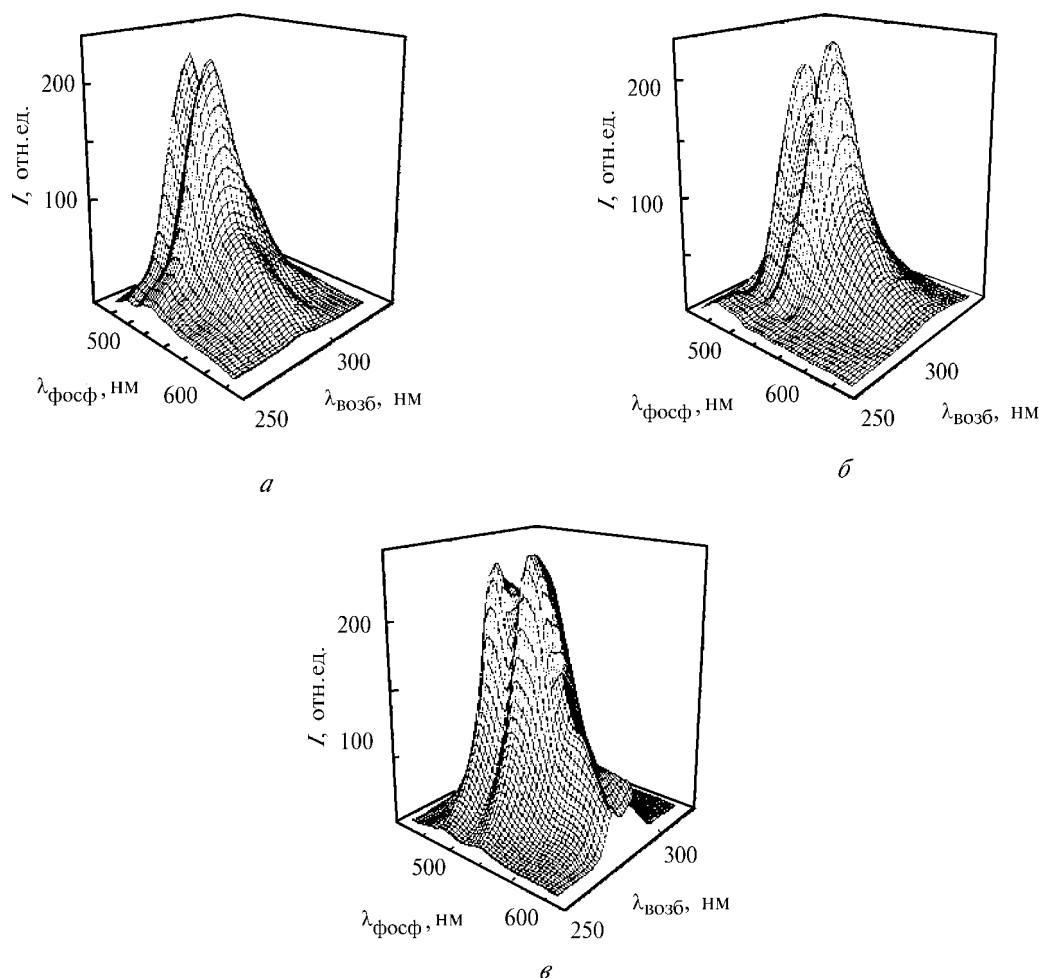 200
100
I, отн.ед.
500
600
λфосф, нм
250
300
λвозб, нм
а
200
100
I, отн.ед.
500
600
λфосф, нм
250
300
λвозб, нм
б
200
100
I, отн.ед.
500
600
λфосф, нм
250
300
λвозб, нм
в